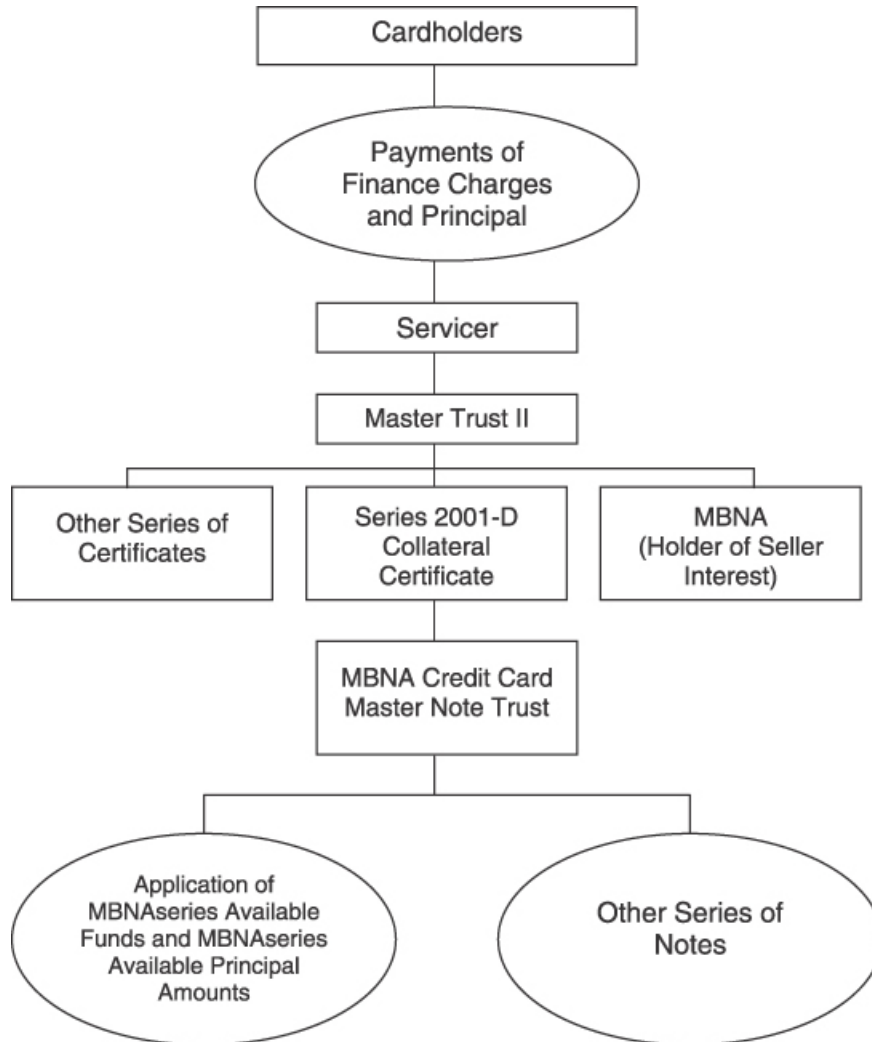 Cardholders
Payments of
Finance Charges
and Principal
Servicer
Master Trust II
Other Series of
Certificates
Series 2001-D
Collateral
Certificate
MBNA
(Holder of Seller
Interest)
MBNA Credit Card
Master Note Trust
Application of
MBNAseries Available
Funds and MBNAseries
Available Principal
Amounts
Other Series of
Notes